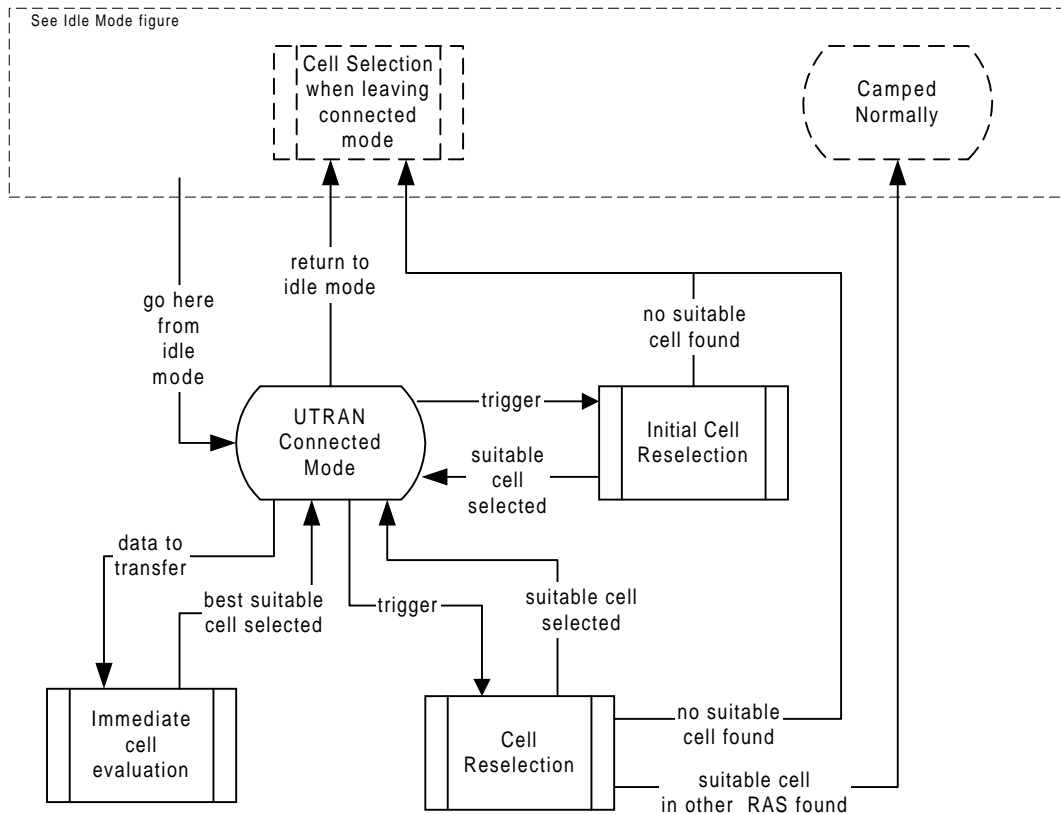 See Idle Mode figure
Cell Selection
when leaving
connected
mode
Camped
Normally
go here
from
idle
mode
return to
idle mode
no suitable
cell found
UTRAN
Connected
Mode
trigger
Initial Cell
Reselection
suitable
cell
selected
data to
transfer
best suitable
cell selected
trigger
suitable cell
selected
Immediate
cell
evaluation
Cell
Reselection
no suitable
cell found
suitable cell
in other RAS found